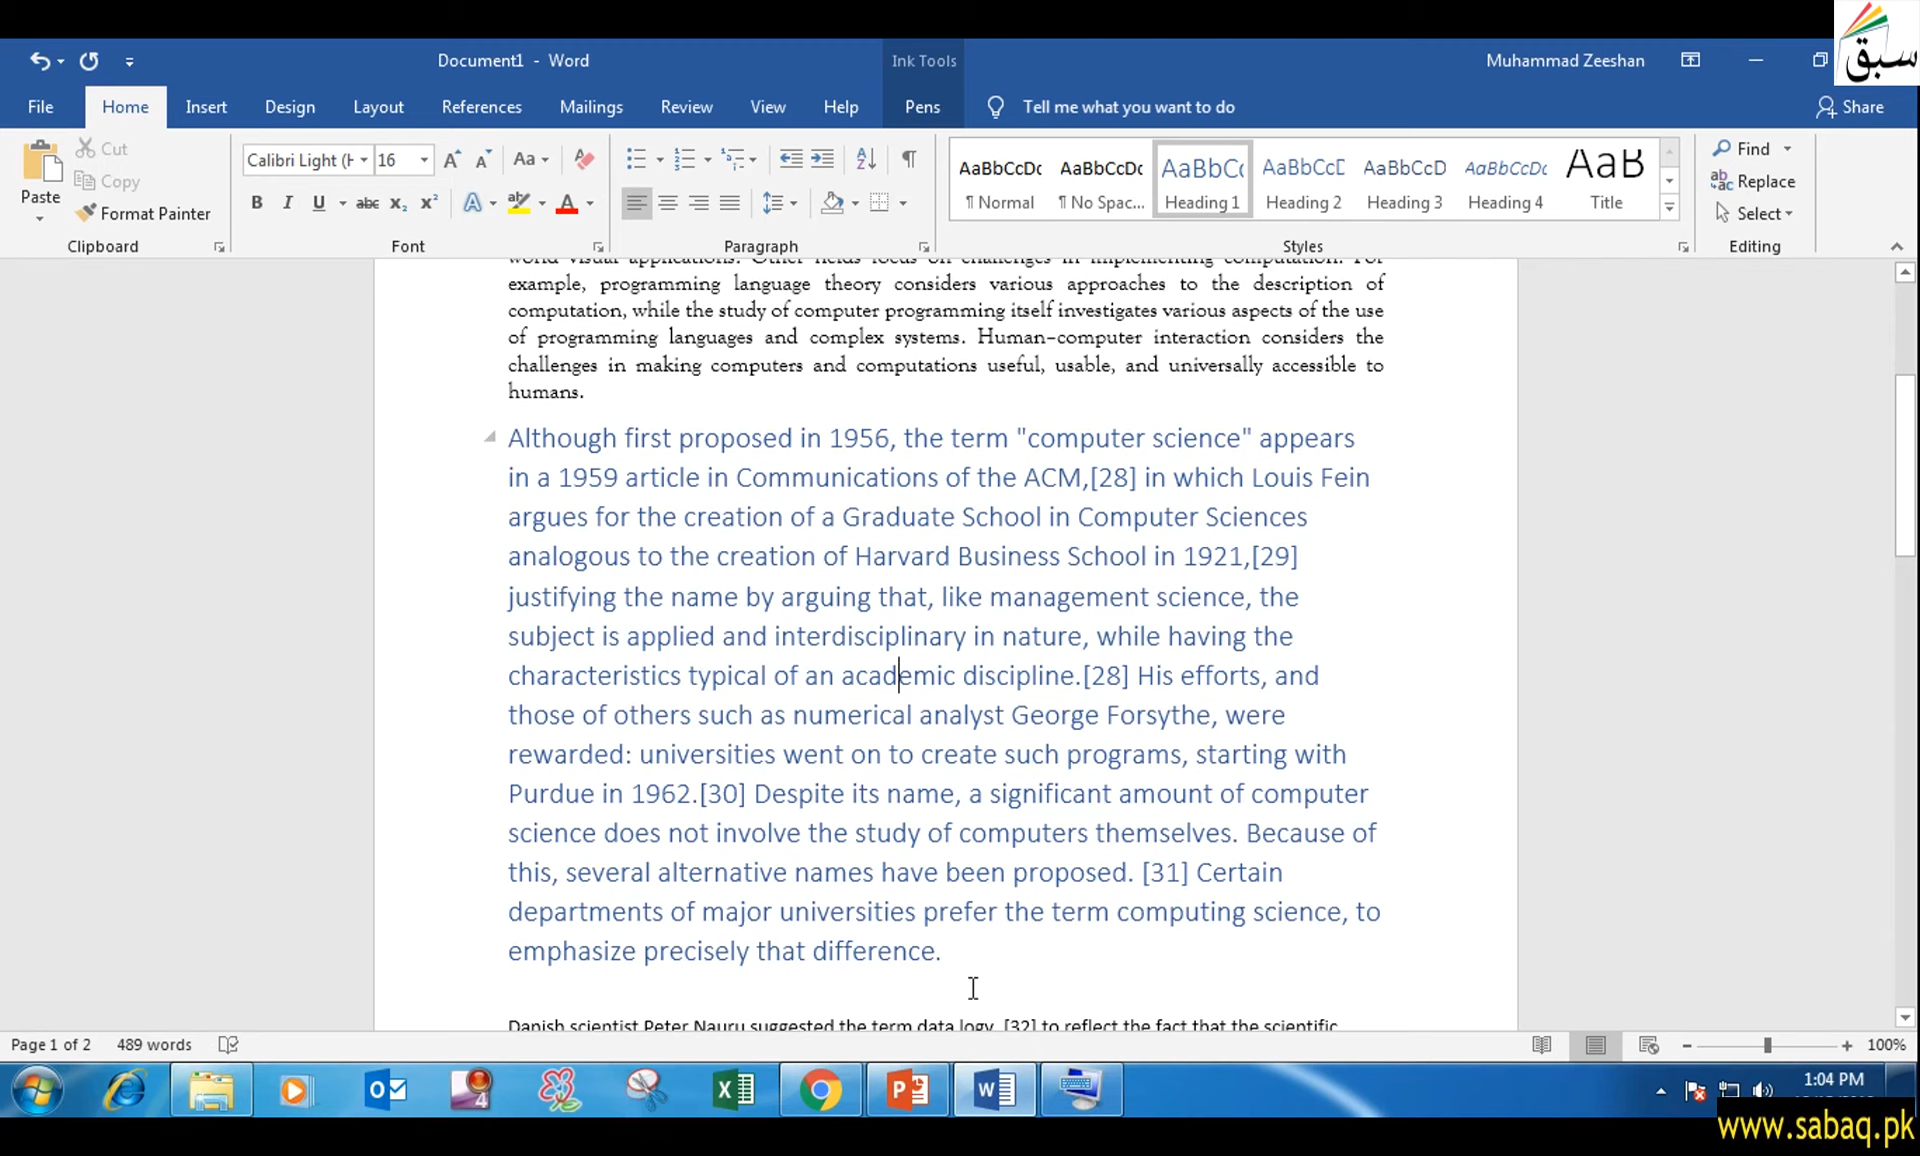 سبق
Document1 - Word
Ink Tools
Muhammad Zeeshan
File Home Insert Design Layout References Mailings Review View Help Pens Tell me what you want to do Share
Paste
Cut
Copy
Format Painter
Clipboard
Calibri Light (H 16
Aa
B I U abc x₂ x² A ab A
Font
Paragraph
AaBbCcDc AaBbCcDc AaBbCc AaBbCcD AaBbCcD AaBbCcDc AaB
¶ Normal ¶ No Spac... Heading 1 Heading 2 Heading 3 Heading 4 Title
Styles
Find
Replace
Select
Editing
world visual applications. Other fields focus on challenges in implementing computation. For
example, programming language theory considers various approaches to the description of
computation, while the study of computer programming itself investigates various aspects of the use
of programming languages and complex systems. Human–computer interaction considers the
challenges in making computers and computations useful, usable, and universally accessible to
humans.
Although first proposed in 1956, the term "computer science" appears
in a 1959 article in Communications of the ACM,[28] in which Louis Fein
argues for the creation of a Graduate School in Computer Sciences
analogous to the creation of Harvard Business School in 1921,[29]
justifying the name by arguing that, like management science, the
subject is applied and interdisciplinary in nature, while having the
characteristics typical of an academic discipline.[28] His efforts, and
those of others such as numerical analyst George Forsythe, were
rewarded: universities went on to create such programs, starting with
Purdue in 1962.[30] Despite its name, a significant amount of computer
science does not involve the study of computers themselves. Because of
this, several alternative names have been proposed. [31] Certain
departments of major universities prefer the term computing science, to
emphasize precisely that difference.
Danish scientist Peter Nauru suggested the term data logy, [32] to reflect the fact that the scientific
Page 1 of 2 489 words
100%
1:04 PM
www.sabaq.pk